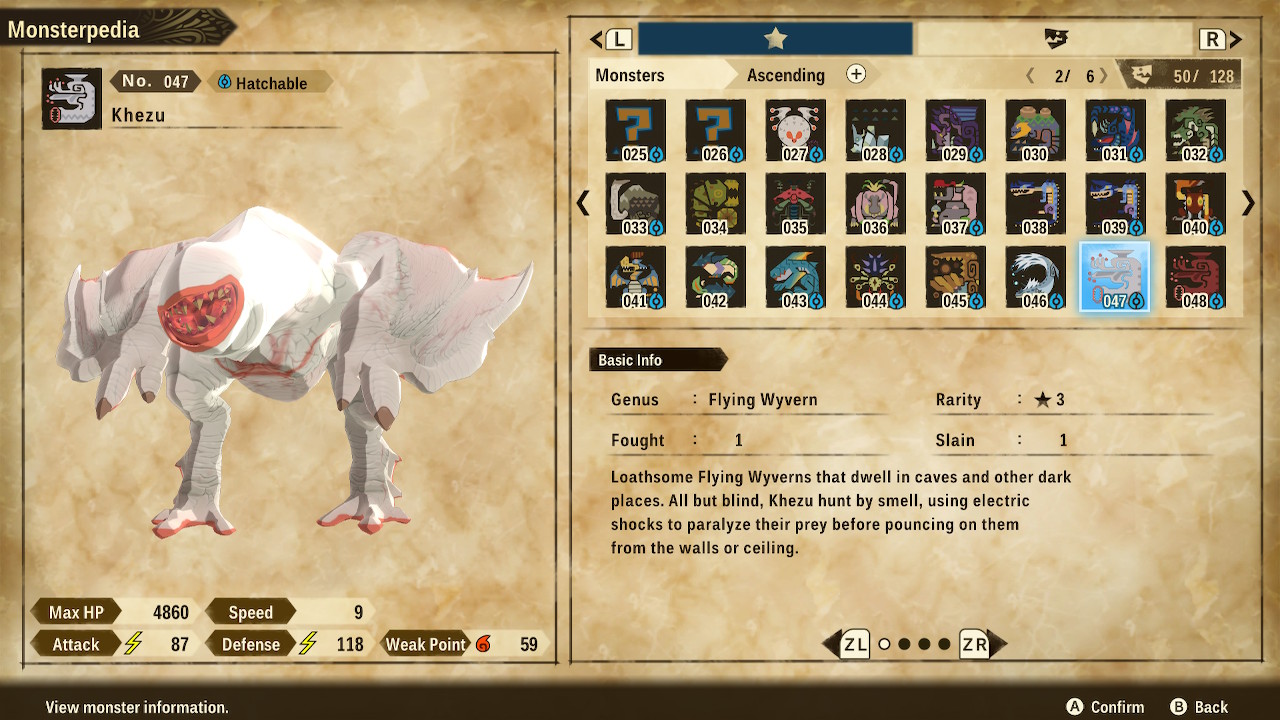 Monsterpedia
No. 047
Hatchable
Khezu
Max HP 4860
Speed 9
Attack 87
Defense 118
Weak Point 59
L
R
Monsters
Ascending
2/ 6
50/ 128
025 026 027 028 029 030 031 032
033 034 035 036 037 038 039 040
041 042 043 044 045 046 047 048
Basic Info
Genus : Flying Wyvern
Rarity : ★ 3
Fought : 1
Slain : 1
Loathsome Flying Wyverns that dwell in caves and other dark
places. All but blind, Khezu hunt by smell, using electric
shocks to paralyze their prey before pouncing on them
from the walls or ceiling.
ZL
ZR
View monster information.
A Confirm
B Back